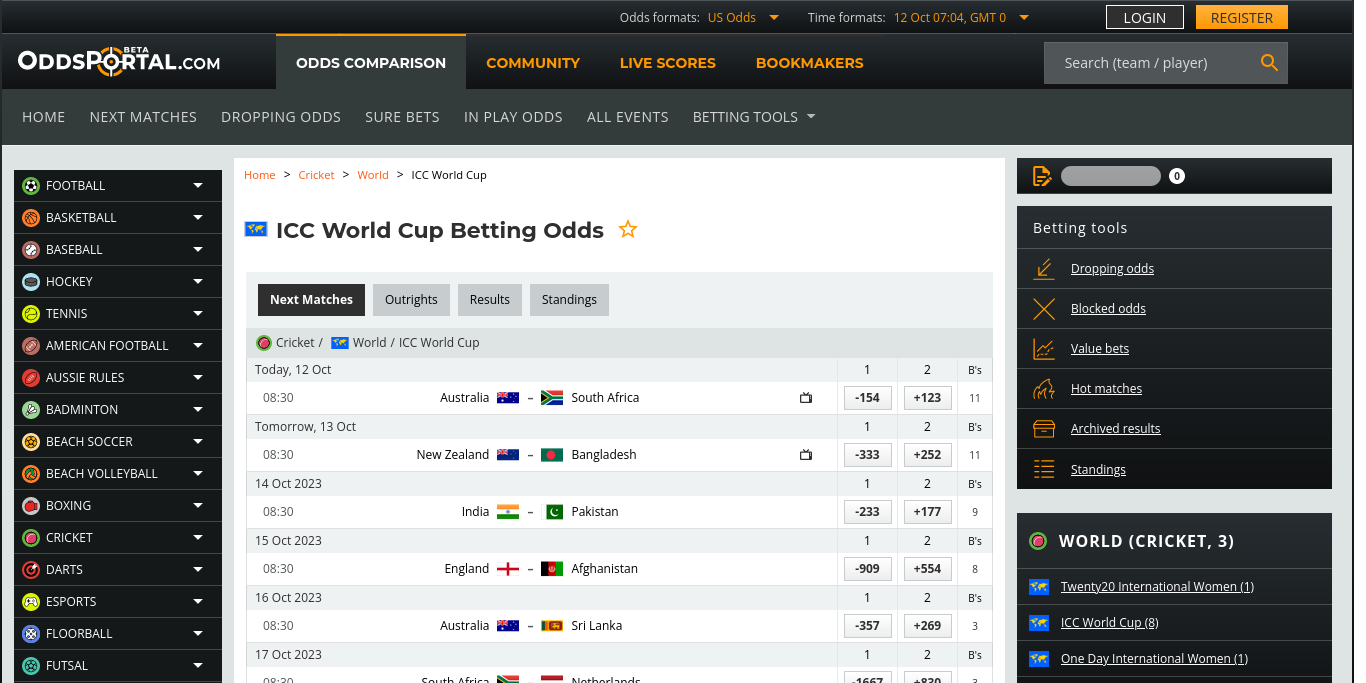 Odds formats: US Odds Time formats: 12 Oct 07:04, GMT 0 LOGIN REGISTER
ODDSPORTAL.COM BETA ODDS COMPARISON COMMUNITY LIVE SCORES BOOKMAKERS Search (team / player)
HOME NEXT MATCHES DROPPING ODDS SURE BETS IN PLAY ODDS ALL EVENTS BETTING TOOLS
FOOTBALL
BASKETBALL
BASEBALL
HOCKEY
TENNIS
AMERICAN FOOTBALL
AUSSIE RULES
BADMINTON
BEACH SOCCER
BEACH VOLLEYBALL
BOXING
CRICKET
DARTS
ESPORTS
FLOORBALL
FUTSAL
Home > Cricket > World > ICC World Cup
ICC World Cup Betting Odds
Next Matches Outrights Results Standings
Cricket / World / ICC World Cup
Today, 12 Oct 1 2 B's
08:30 Australia – South Africa -154 +123 11
Tomorrow, 13 Oct 1 2 B's
08:30 New Zealand – Bangladesh -333 +252 11
14 Oct 2023 1 2 B's
08:30 India – Pakistan -233 +177 9
15 Oct 2023 1 2 B's
08:30 England – Afghanistan -909 +554 8
16 Oct 2023 1 2 B's
08:30 Australia – Sri Lanka -357 +269 3
17 Oct 2023 1 2 B's
08:30 South Africa – Netherlands -1667 +830 3
0
Betting tools
Dropping odds
Blocked odds
Value bets
Hot matches
Archived results
Standings
WORLD (CRICKET, 3)
Twenty20 International Women (1)
ICC World Cup (8)
One Day International Women (1)